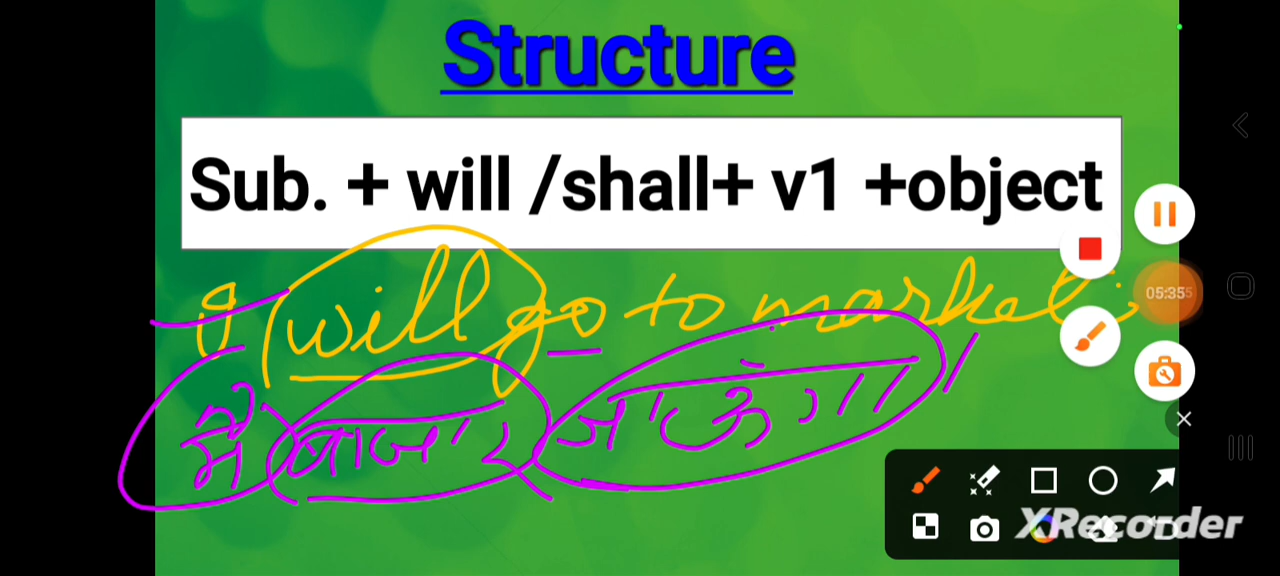 Structure
Sub. + will /shall+ v1 +object
I will go to market
मैं बाजार जाऊंगा।
05:35
XRecorder